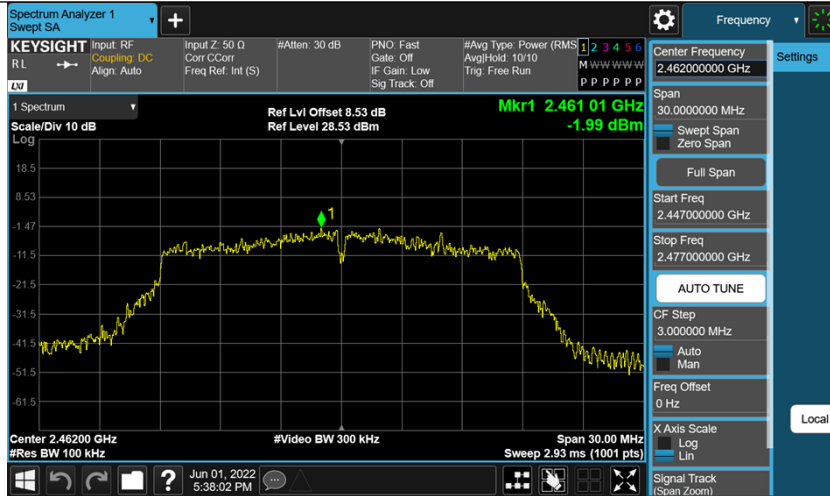 Spectrum Analyzer 1
Swept SA
+
Frequency
KEYSIGHT
RL
LXI
Input: RF
Coupling: DC
Align: Auto
Input Z: 50 Ω
Corr CCorr
Freq Ref: Int (S)
#Atten: 30 dB
PNO: Fast
Gate: Off
IF Gain: Low
Sig Track: Off
#Avg Type: Power (RMS
Avg|Hold: 10/10
Trig: Free Run
1 2 3 4 5 6
M W W W W W
P P P P P P
1 Spectrum
Scale/Div 10 dB
Log
Ref Lvl Offset 8.53 dB
Ref Level 28.53 dBm
Mkr1 2.461 01 GHz
-1.99 dBm
18.5
8.53
-1.47
-11.5
-21.5
-31.5
-41.5
-51.5
-61.5
1
Center 2.46200 GHz
#Res BW 100 kHz
#Video BW 300 kHz
Span 30.00 MHz
Sweep 2.93 ms (1001 pts)
Jun 01, 2022
5:38:02 PM
?
Center Frequency
2.462000000 GHz
Span
30.0000000 MHz
Swept Span
Zero Span
Full Span
Start Freq
2.447000000 GHz
Stop Freq
2.477000000 GHz
AUTO TUNE
CF Step
3.000000 MHz
Auto
Man
Freq Offset
0 Hz
X Axis Scale
Log
Lin
Signal Track
(Span Zoom)
Settings
Local